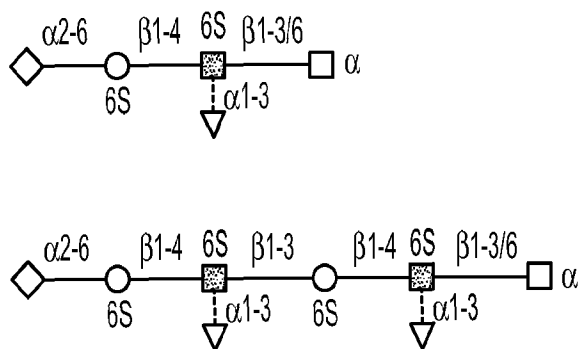 α2-6 β1-4 6S β1-3/6
α
6S α1-3
α2-6 β1-4 6S β1-3 β1-4 6S β1-3/6
α
6S α1-3 6S α1-3